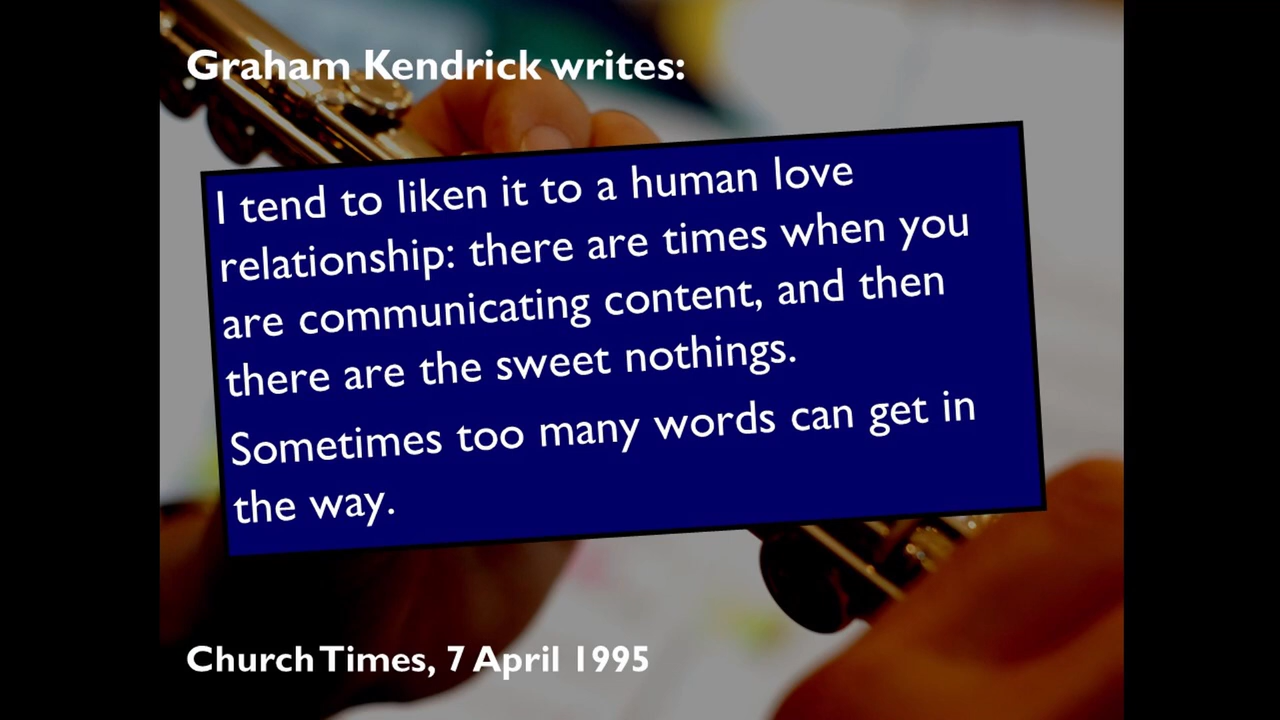 Graham Kendrick writes:
I tend to liken it to a human love
relationship: there are times when you
are communicating content, and then
there are the sweet nothings.
Sometimes too many words can get in
the way.
Church Times, 7 April 1995